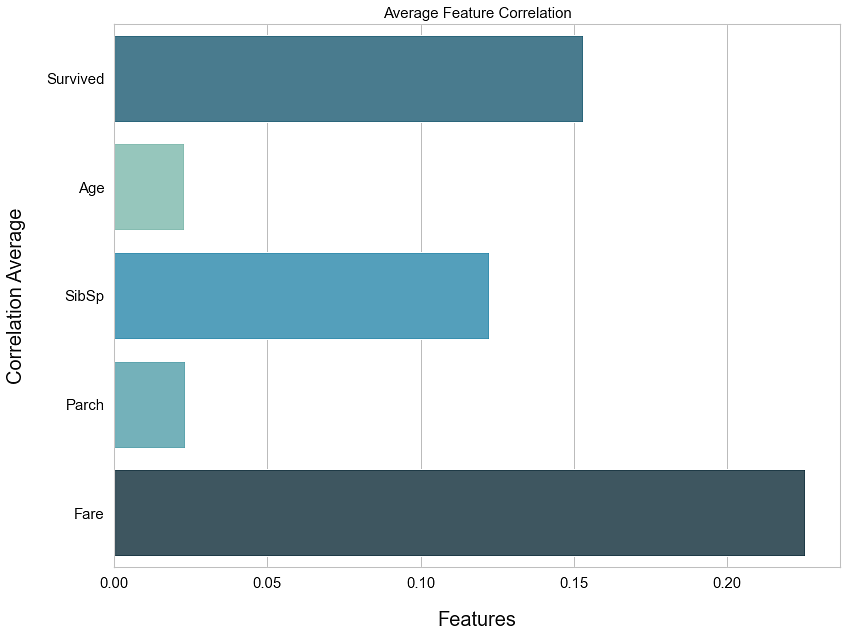 Average Feature Correlation
Survived
Age
SibSp
Parch
Fare
Correlation Average
0.00 0.05 0.10 0.15 0.20
Features